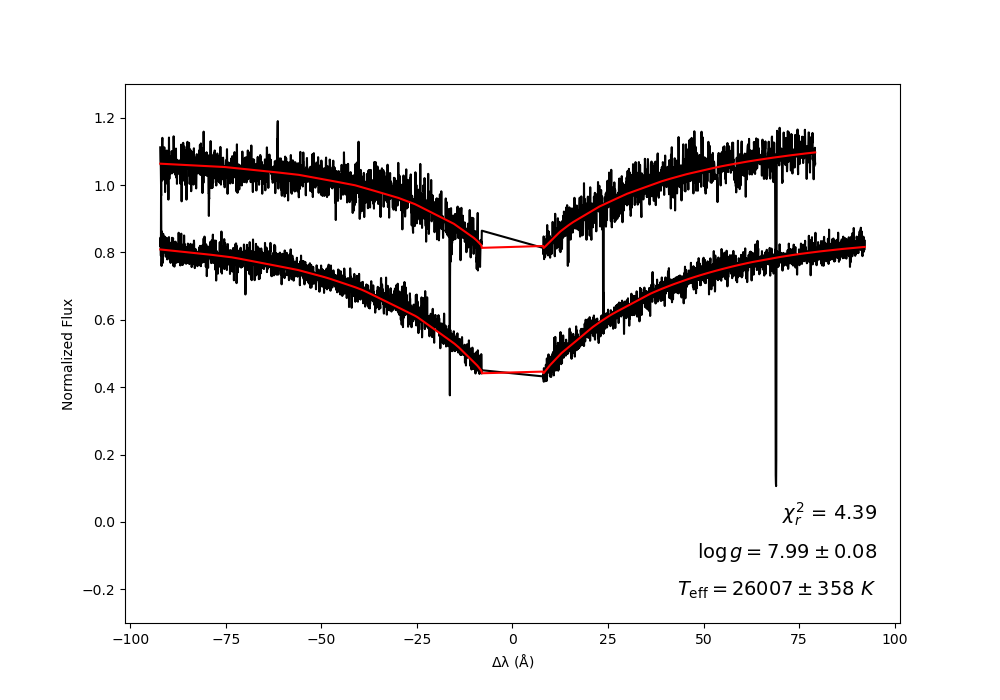 1.2
1.0
0.8
0.6
0.4
0.2
0.0
−0.2
Normalized Flux
χ²ᵣ = 4.39
log g = 7.99 ± 0.08
T_eff = 26007 ± 358 K
−100 −75 −50 −25 0 25 50 75 100
Δλ (Å)